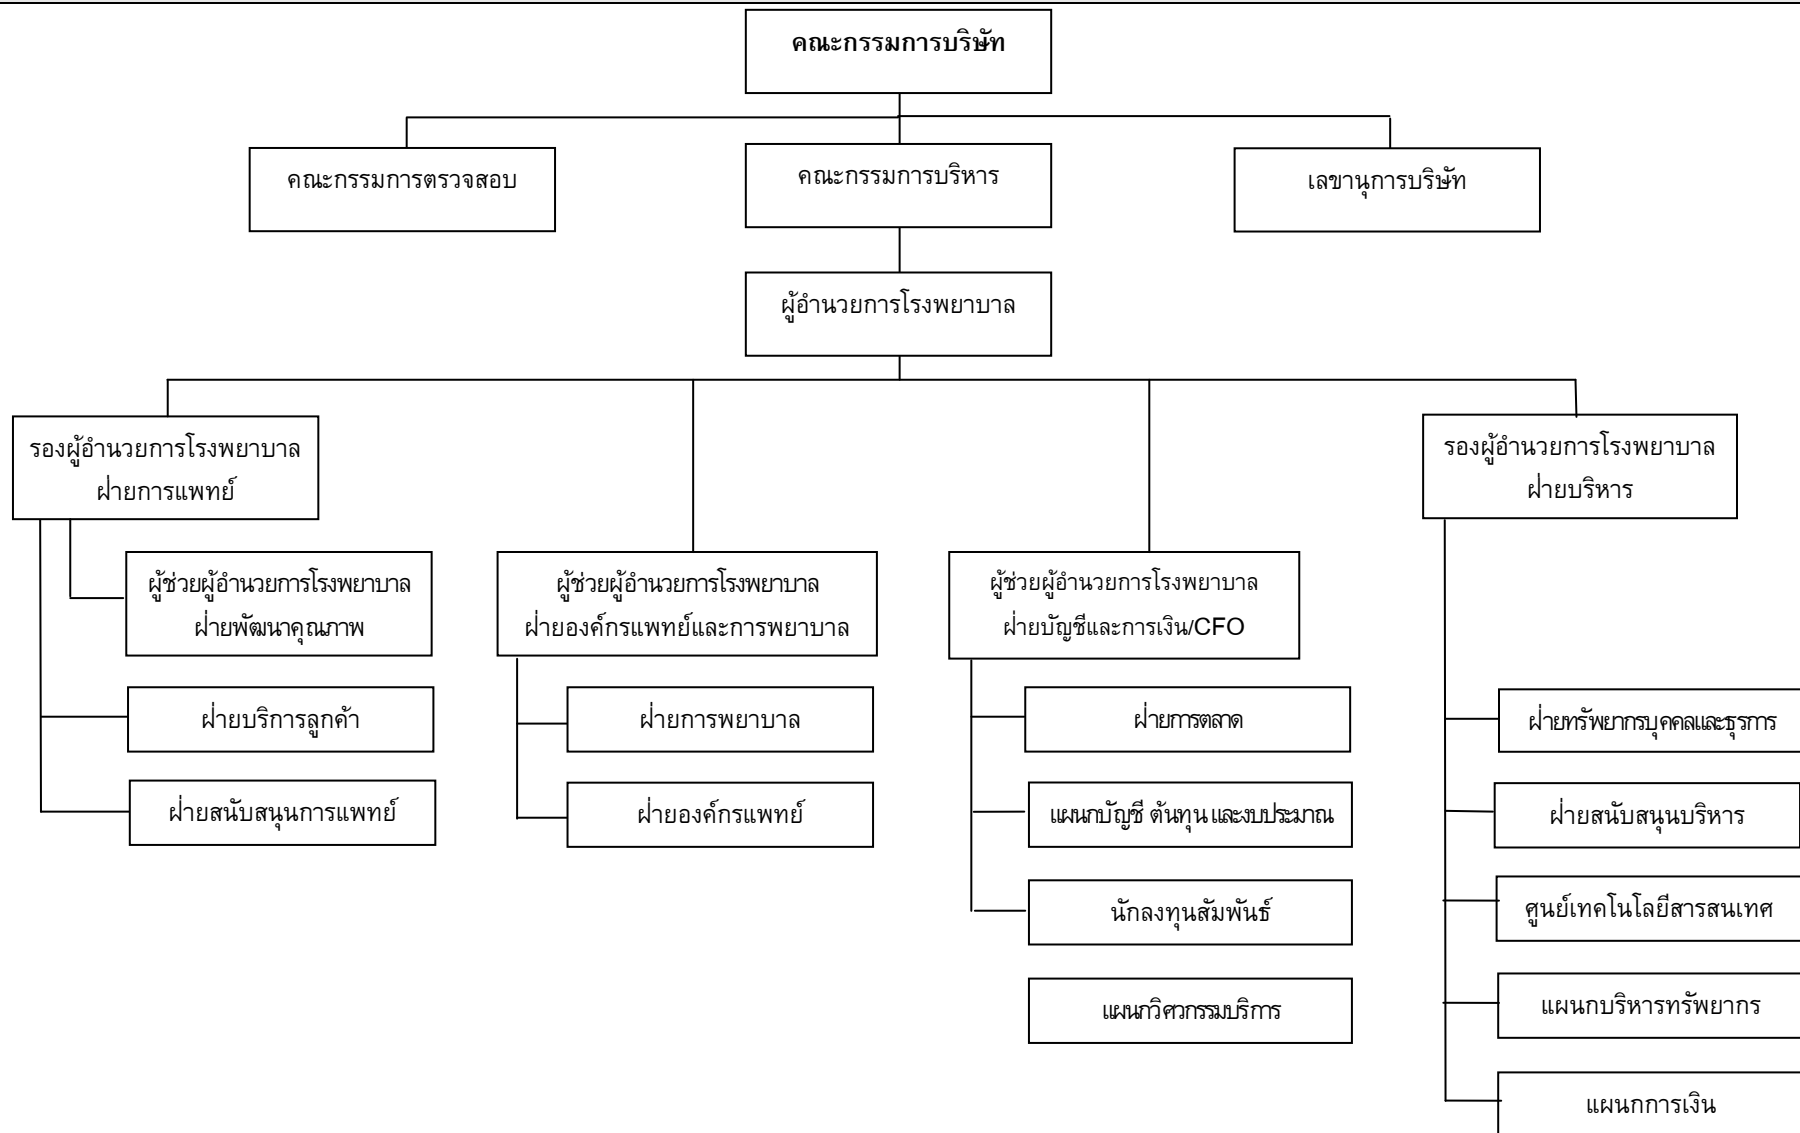 คณะกรรมการบริษัท
คณะกรรมการตรวจสอบ
คณะกรรมการบริหาร
เลขานุการบริษัท
ผู้อำนวยการโรงพยาบาล
รองผู้อำนวยการโรงพยาบาล
ฝ่ายการแพทย์
รองผู้อำนวยการโรงพยาบาล
ฝ่ายบริหาร
ผู้ช่วยผู้อำนวยการโรงพยาบาล
ฝ่ายพัฒนาคุณภาพ
ผู้ช่วยผู้อำนวยการโรงพยาบาล
ฝ่ายองค์กรแพทย์และการพยาบาล
ผู้ช่วยผู้อำนวยการโรงพยาบาล
ฝ่ายบัญชีและการเงิน/CFO
ฝ่ายบริการลูกค้า
ฝ่ายการพยาบาล
ฝ่ายการตลาด
ฝ่ายทรัพยากรบุคคลและธุรการ
ฝ่ายสนับสนุนการแพทย์
ฝ่ายองค์กรแพทย์
แผนกบัญชี ต้นทุน และงบประมาณ
ฝ่ายสนับสนุนบริหาร
นักลงทุนสัมพันธ์
ศูนย์เทคโนโลยีสารสนเทศ
แผนกวิศวกรรมบริการ
แผนกบริหารทรัพยากร
แผนกการเงิน